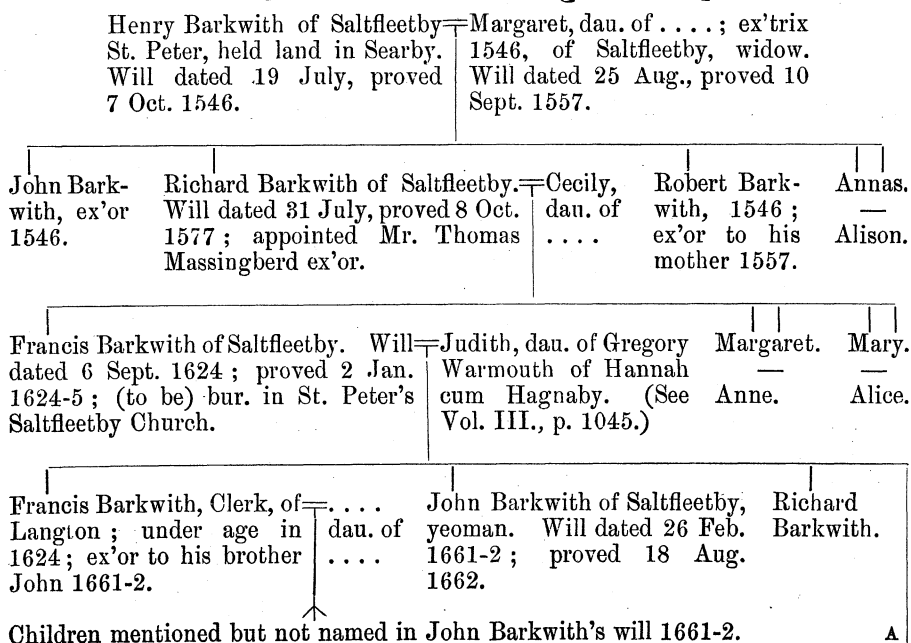 Henry Barkwith of Saltfleetby
St. Peter, held land in Searby.
Will dated 19 July, proved
7 Oct. 1546.
Margaret, dau. of . . . . ; ex'trix
1546, of Saltfleetby, widow.
Will dated 25 Aug., proved 10
Sept. 1557.
John Bark-
with, ex'or
1546.
Richard Barkwith of Saltfleetby.
Will dated 31 July, proved 8 Oct.
1577 ; appointed Mr. Thomas
Massingberd ex'or.
Cecily,
dau. of
. . . .
Robert Bark-
with, 1546 ;
ex'or to his
mother 1557.
Annas.
—
Alison.
Francis Barkwith of Saltfleetby. Will
dated 6 Sept. 1624 ; proved 2 Jan.
1624-5 ; (to be) bur. in St. Peter's
Saltfleetby Church.
Judith, dau. of Gregory
Warmouth of Hannah
cum Hagnaby. (See
Vol. III., p. 1045.)
Margaret.
—
Anne.
Mary.
—
Alice.
Francis Barkwith, Clerk, of
Langton ; under age in
1624 ; ex'or to his brother
John 1661-2.
. . . .
dau. of
. . . .
John Barkwith of Saltfleetby,
yeoman. Will dated 26 Feb.
1661-2 ; proved 18 Aug.
1662.
Richard
Barkwith.
Children mentioned but not named in John Barkwith's will 1661-2.
A